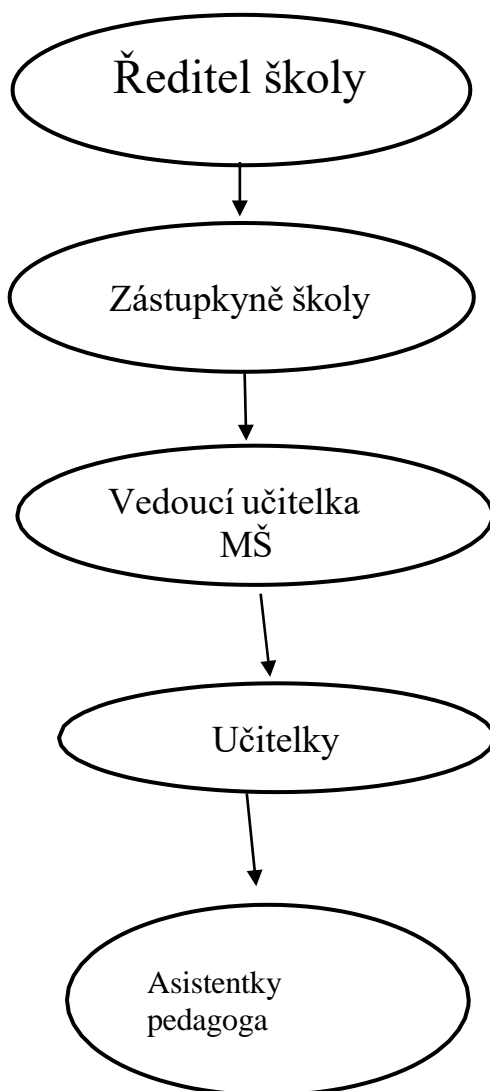 Ředitel školy
Zástupkyně školy
Vedoucí učitelka
MŠ
Učitelky
Asistentky
pedagoga